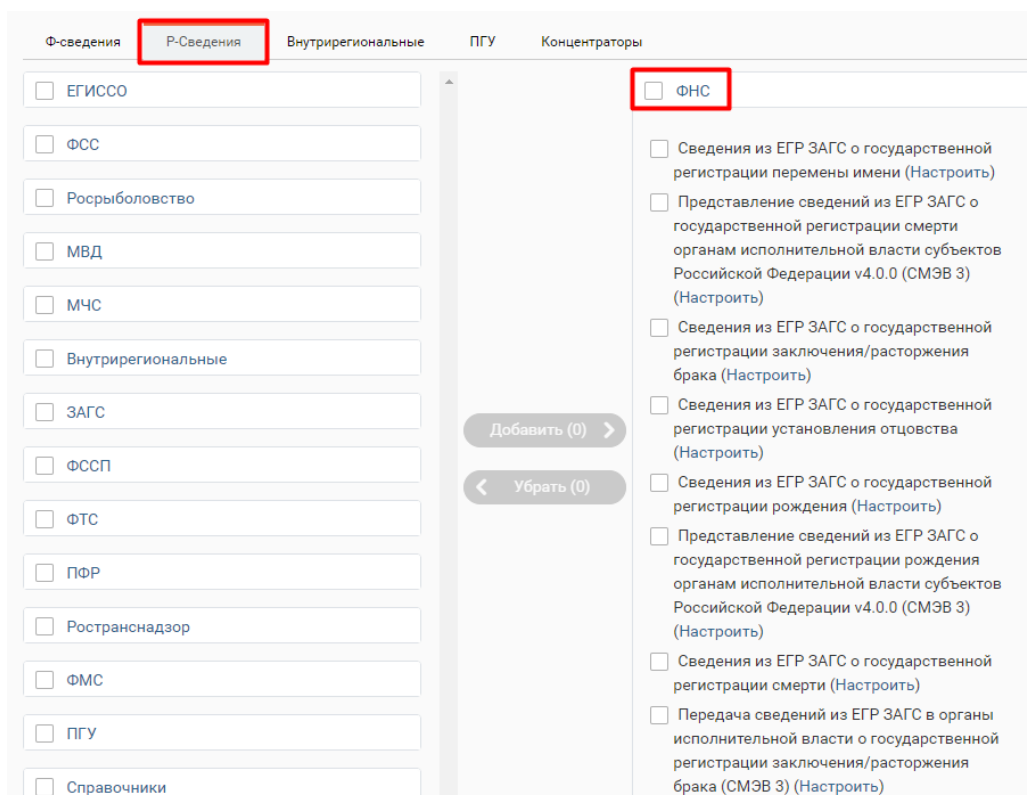 Ф-сведения Р-Сведения Внутрирегиональные ПГУ Концентраторы
ЕГИССО
ФСС
Росрыболовство
МВД
МЧС
Внутрирегиональные
ЗАГС
ФССП
ФТС
ПФР
Ространснадзор
ФМС
ПГУ
Справочники
Добавить (0)
Убрать (0)
ФНС
Сведения из ЕГР ЗАГС о государственной
регистрации перемены имени (Настроить)
Представление сведений из ЕГР ЗАГС о
государственной регистрации смерти
органам исполнительной власти субъектов
Российской Федерации v4.0.0 (СМЭВ 3)
(Настроить)
Сведения из ЕГР ЗАГС о государственной
регистрации заключения/расторжения
брака (Настроить)
Сведения из ЕГР ЗАГС о государственной
регистрации установления отцовства
(Настроить)
Сведения из ЕГР ЗАГС о государственной
регистрации рождения (Настроить)
Представление сведений из ЕГР ЗАГС о
государственной регистрации рождения
органам исполнительной власти субъектов
Российской Федерации v4.0.0 (СМЭВ 3)
(Настроить)
Сведения из ЕГР ЗАГС о государственной
регистрации смерти (Настроить)
Передача сведений из ЕГР ЗАГС в органы
исполнительной власти о государственной
регистрации заключения/расторжения
брака (СМЭВ 3) (Настроить)